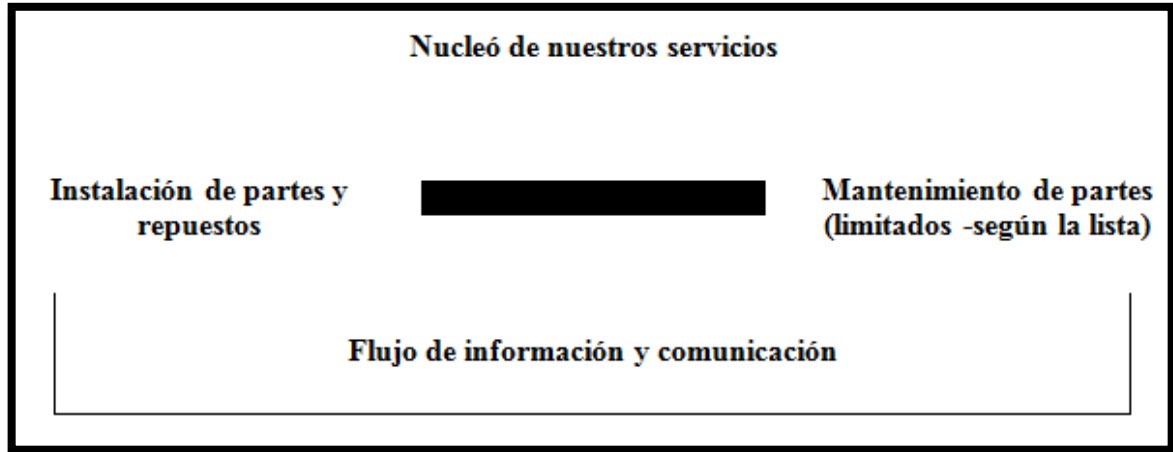 Nucleó de nuestros servicios
Instalación de partes y
repuestos
Mantenimiento de partes
(limitados -según la lista)
Flujo de información y comunicación